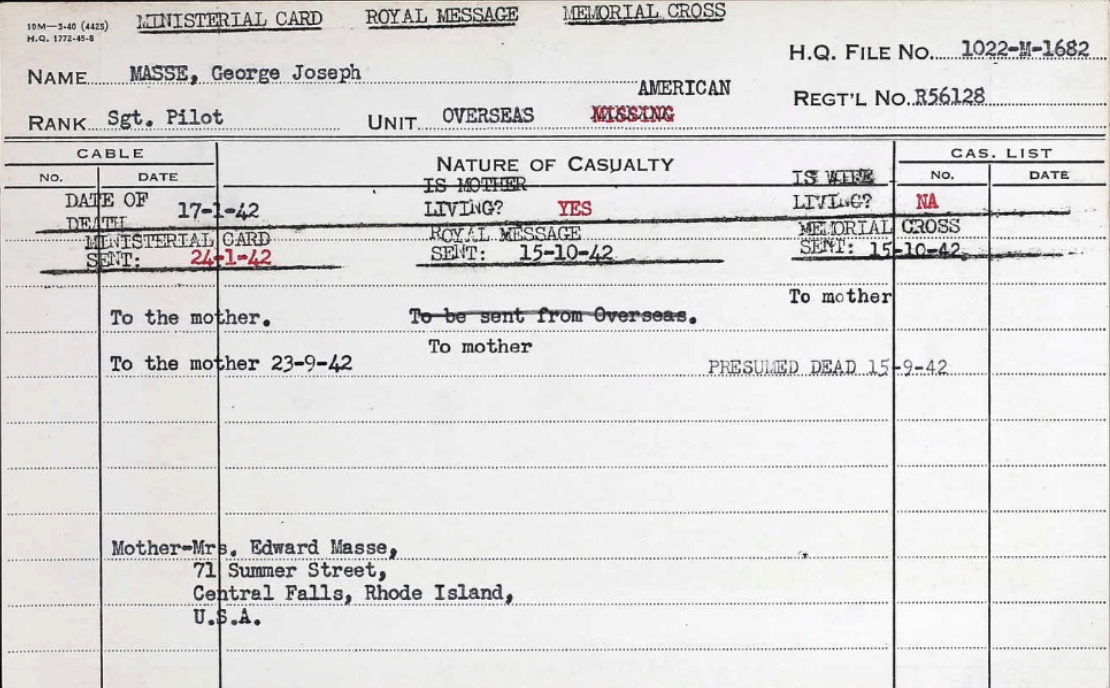 10M—3-40 (4425)
H.Q. 1772-45-8
MINISTERIAL CARD ROYAL MESSAGE MEMORIAL CROSS
H.Q. FILE NO. 1022-M-1682
NAME MASSE, George Joseph
AMERICAN
REGT'L NO. R56128
RANK Sgt. Pilot UNIT OVERSEAS MISSING
CABLE NATURE OF CASUALTY CAS. LIST
NO. DATE NO. DATE
IS MOTHER IS WIFE
DATE OF 17-1-42 LIVING? YES LIVING? NA
DEATH
MINISTERIAL CARD ROYAL MESSAGE MEMORIAL CROSS
SENT: 24-1-42 SENT: 15-10-42 SENT: 15-10-42
To mother
To the mother. To be sent from Overseas.
To mother
To the mother 23-9-42 PRESUMED DEAD 15-9-42
Mother-Mrs. Edward Masse,
71 Summer Street,
Central Falls, Rhode Island,
U.S.A.